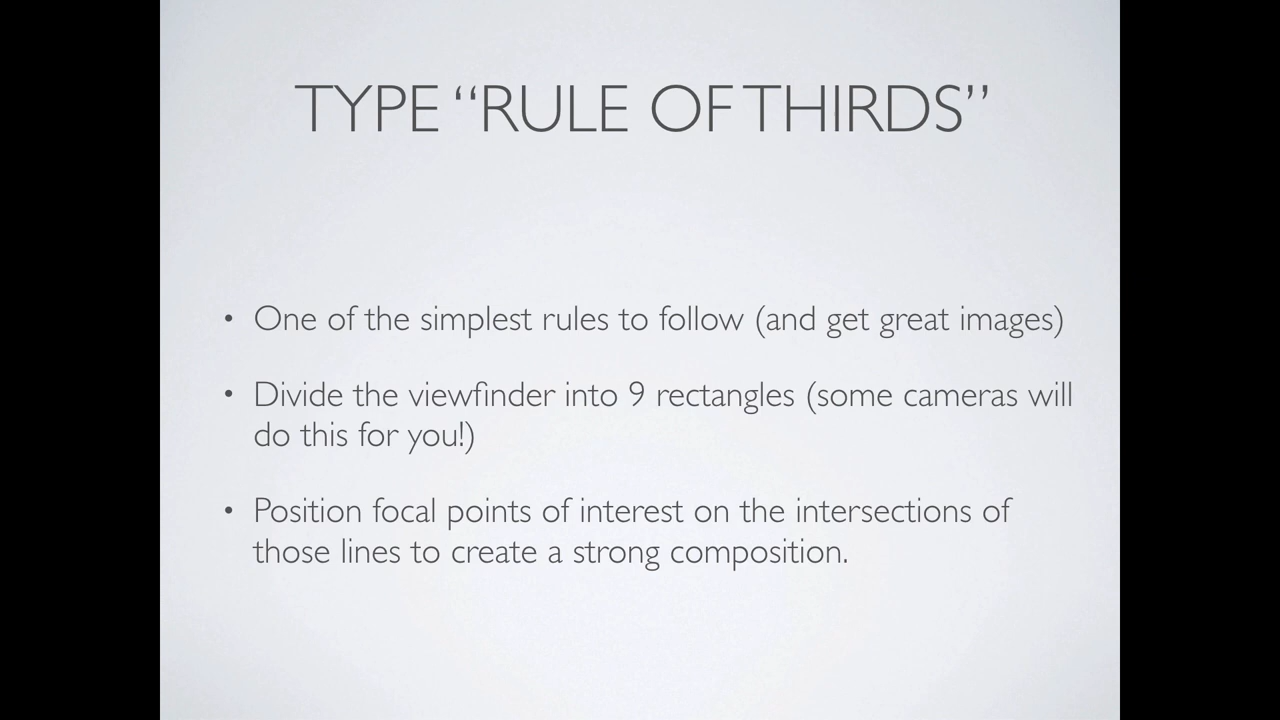 TYPE “RULE OF THIRDS”
• One of the simplest rules to follow (and get great images)
• Divide the viewfinder into 9 rectangles (some cameras will
do this for you!)
• Position focal points of interest on the intersections of
those lines to create a strong composition.